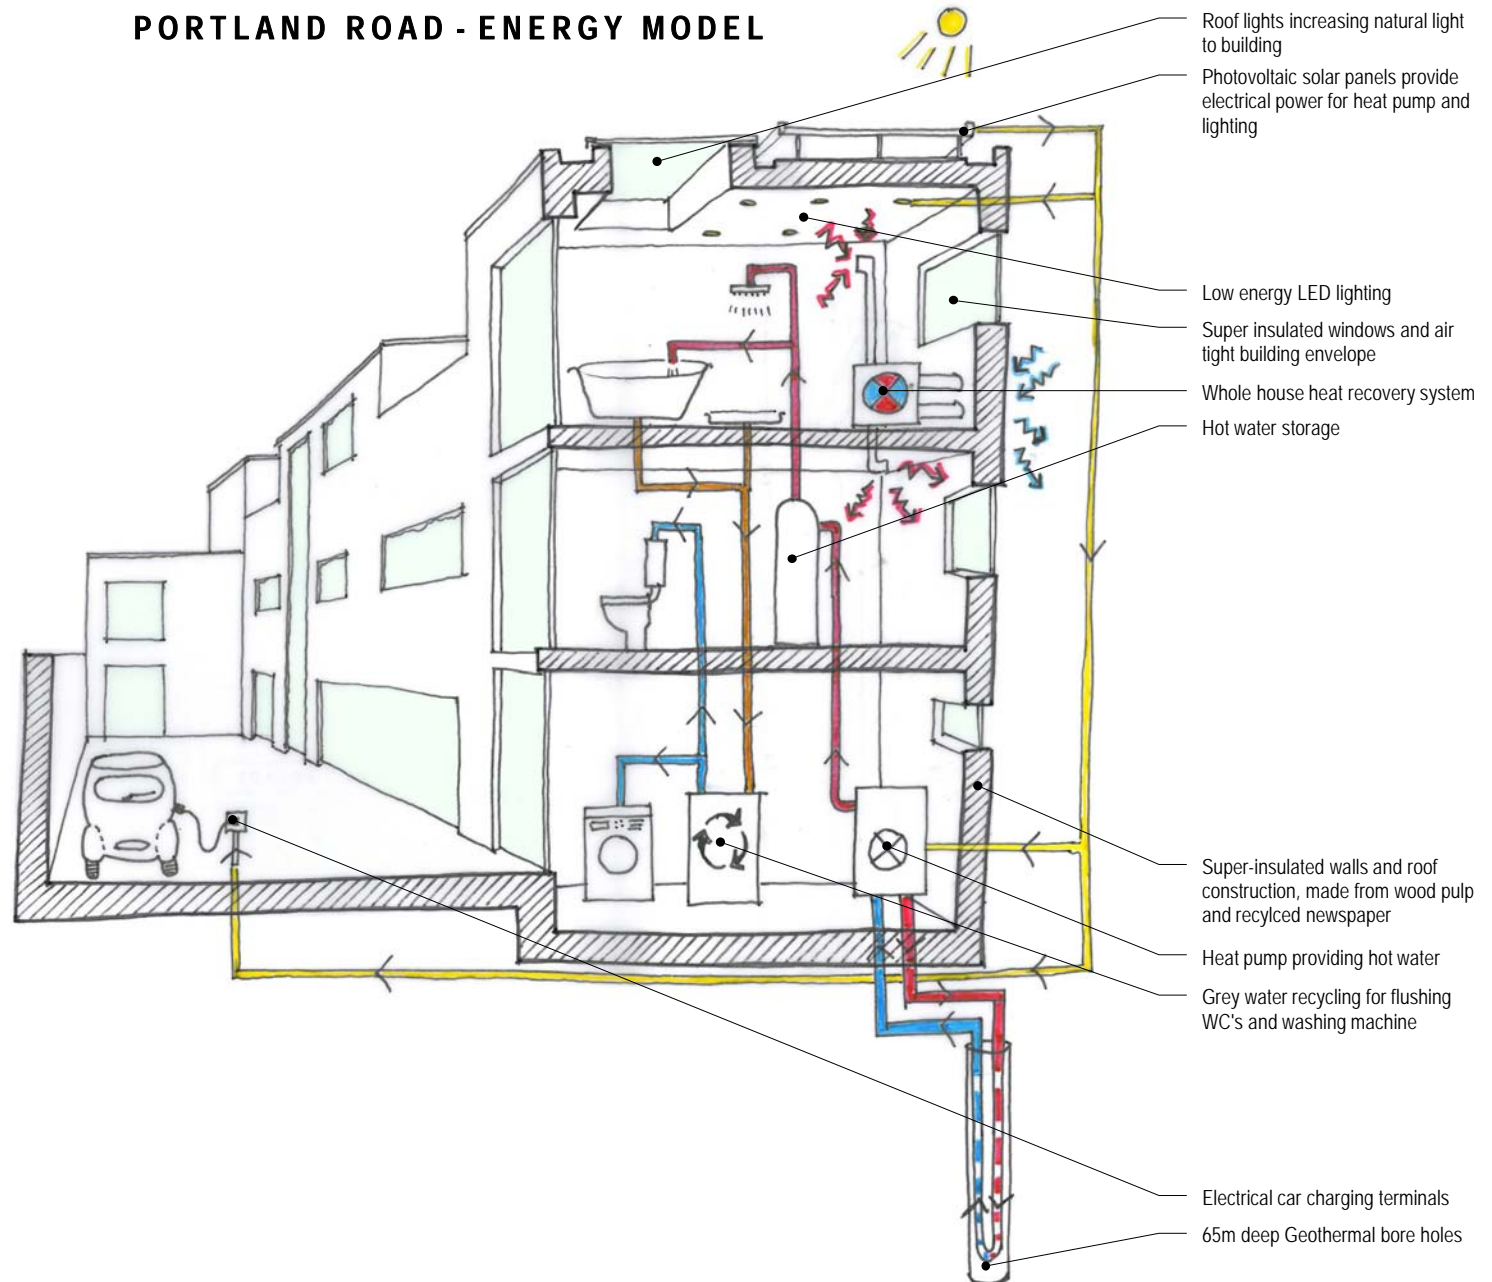 PORTLAND ROAD - ENERGY MODEL
Roof lights increasing natural light
to building
Photovoltaic solar panels provide
electrical power for heat pump and
lighting
Low energy LED lighting
Super insulated windows and air
tight building envelope
Whole house heat recovery system
Hot water storage
Super-insulated walls and roof
construction, made from wood pulp
and recylced newspaper
Heat pump providing hot water
Grey water recycling for flushing
WC's and washing machine
Electrical car charging terminals
65m deep Geothermal bore holes